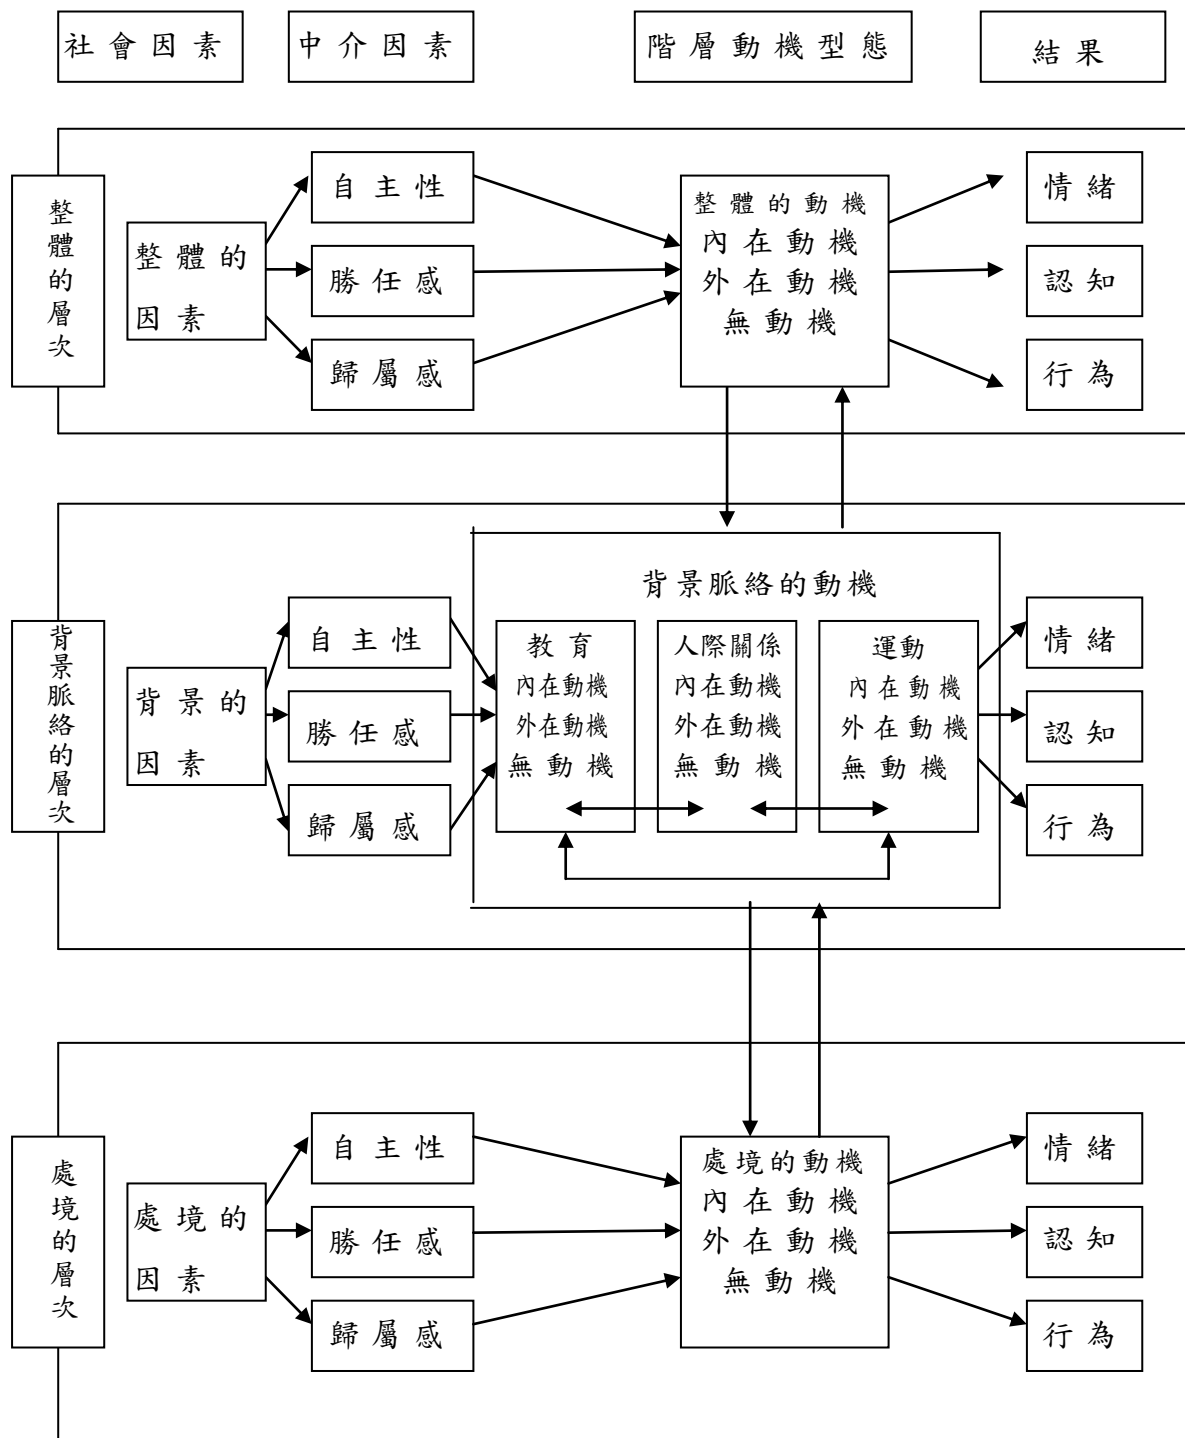 社會因素
中介因素
階層動機型態
結果
整體的層次
整體的
因素
自主性
勝任感
歸屬感
整體的動機
內在動機
外在動機
無動機
情緒
認知
行為
背景脈絡的層次
背景的
因素
自主性
勝任感
歸屬感
背景脈絡的動機
教育
內在動機
外在動機
無動機
人際關係
內在動機
外在動機
無動機
運動
內在動機
外在動機
無動機
情緒
認知
行為
處境的層次
處境的
因素
自主性
勝任感
歸屬感
處境的動機
內在動機
外在動機
無動機
情緒
認知
行為